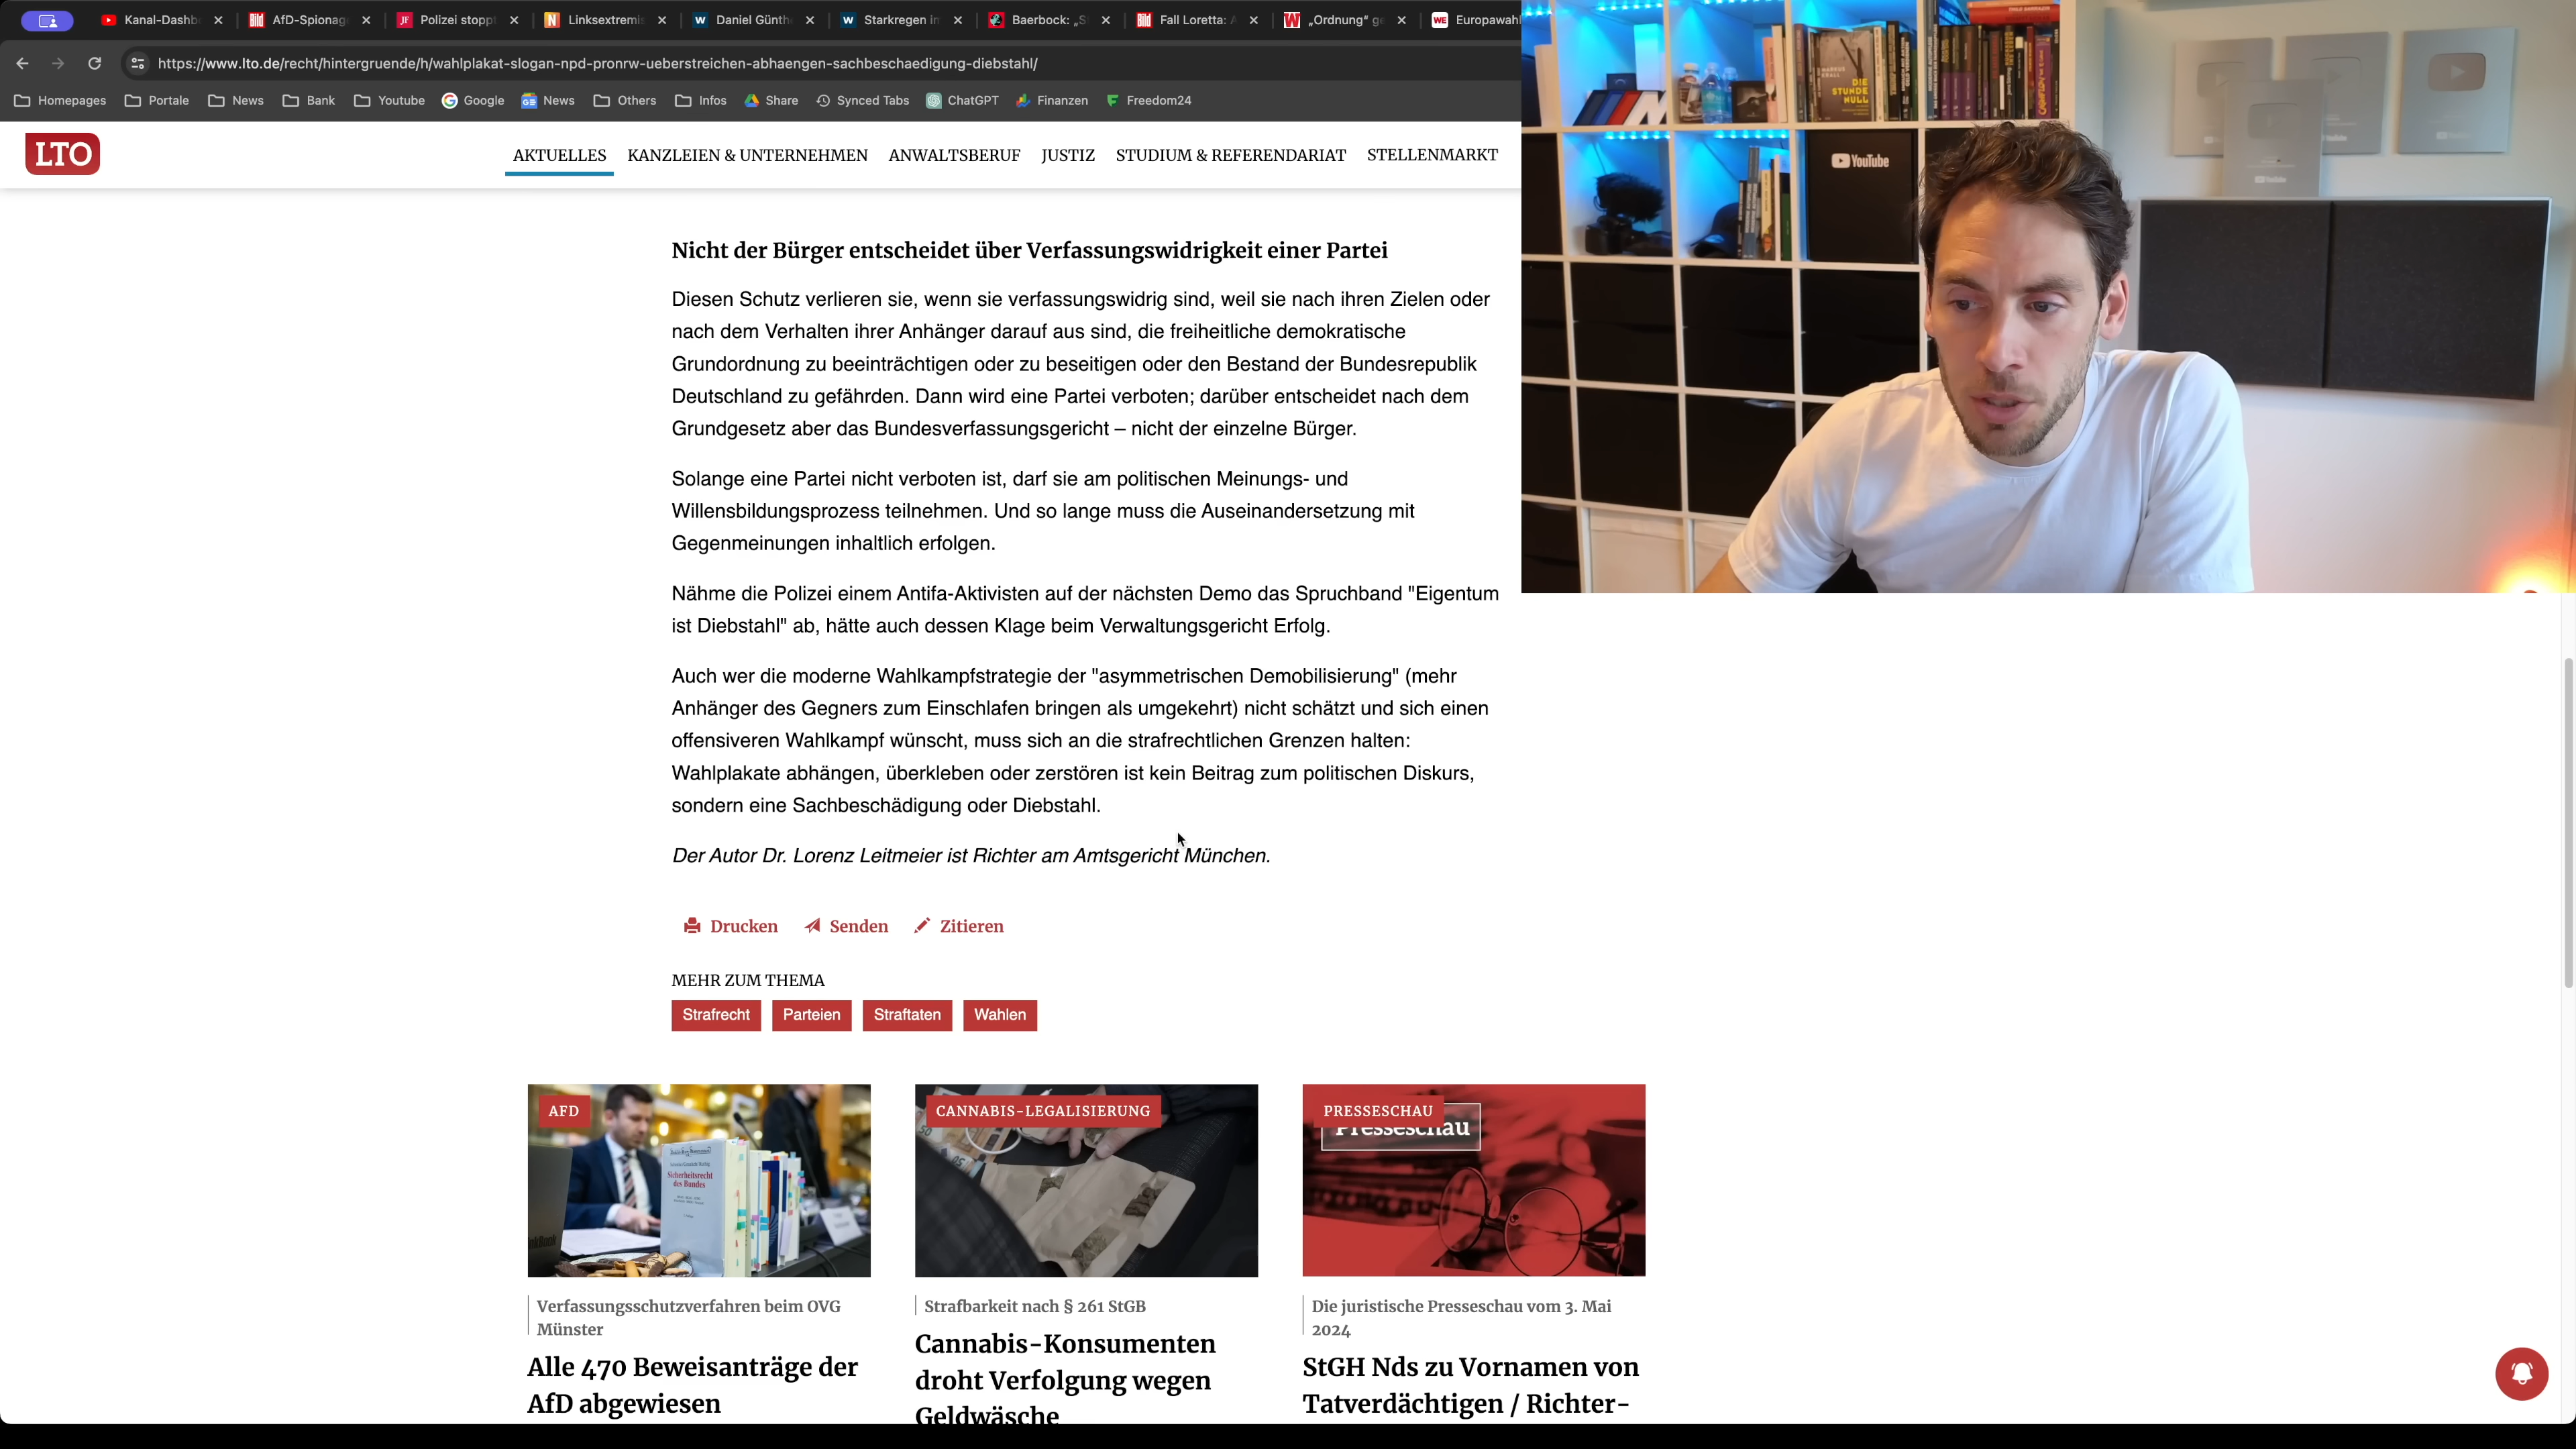 Kanal-Dashb
AfD-Spionag
Polizei stopp
Linksextremis
Daniel Günth
Starkregen in
Baerbock: „S
Fall Loretta: A
„Ordnung“ g
Europawahl
https://www.lto.de/recht/hintergruende/h/wahlplakat-slogan-npd-pronrw-ueberstreichen-abhaengen-sachbeschaedigung-diebstahl/
Homepages
Portale
News
Bank
Youtube
Google
News
Others
Infos
Share
Synced Tabs
ChatGPT
Finanzen
Freedom24
LTO
AKTUELLES
KANZLEIEN & UNTERNEHMEN
ANWALTSBERUF
JUSTIZ
STUDIUM & REFERENDARIAT
STELLENMARKT
YouTube
DIE
STUNDE
NULL
Nicht der Bürger entscheidet über Verfassungswidrigkeit einer Partei
Diesen Schutz verlieren sie, wenn sie verfassungswidrig sind, weil sie nach ihren Zielen oder
nach dem Verhalten ihrer Anhänger darauf aus sind, die freiheitliche demokratische
Grundordnung zu beeinträchtigen oder zu beseitigen oder den Bestand der Bundesrepublik
Deutschland zu gefährden. Dann wird eine Partei verboten; darüber entscheidet nach dem
Grundgesetz aber das Bundesverfassungsgericht – nicht der einzelne Bürger.
Solange eine Partei nicht verboten ist, darf sie am politischen Meinungs- und
Willensbildungsprozess teilnehmen. Und so lange muss die Auseinandersetzung mit
Gegenmeinungen inhaltlich erfolgen.
Nähme die Polizei einem Antifa-Aktivisten auf der nächsten Demo das Spruchband "Eigentum
ist Diebstahl" ab, hätte auch dessen Klage beim Verwaltungsgericht Erfolg.
Auch wer die moderne Wahlkampfstrategie der "asymmetrischen Demobilisierung" (mehr
Anhänger des Gegners zum Einschlafen bringen als umgekehrt) nicht schätzt und sich einen
offensiveren Wahlkampf wünscht, muss sich an die strafrechtlichen Grenzen halten:
Wahlplakate abhängen, überkleben oder zerstören ist kein Beitrag zum politischen Diskurs,
sondern eine Sachbeschädigung oder Diebstahl.
Der Autor Dr. Lorenz Leitmeier ist Richter am Amtsgericht München.
Drucken
Senden
Zitieren
MEHR ZUM THEMA
Strafrecht
Parteien
Straftaten
Wahlen
AFD
Sicherheitsrecht
des Bundes
Verfassungsschutzverfahren beim OVG
Münster
Alle 470 Beweisanträge der
AfD abgewiesen
CANNABIS-LEGALISIERUNG
50
Strafbarkeit nach § 261 StGB
Cannabis-Konsumenten
droht Verfolgung wegen
Geldwäsche
PRESSESCHAU
Presseschau
Die juristische Presseschau vom 3. Mai
2024
StGH Nds zu Vornamen von
Tatverdächtigen / Richter-